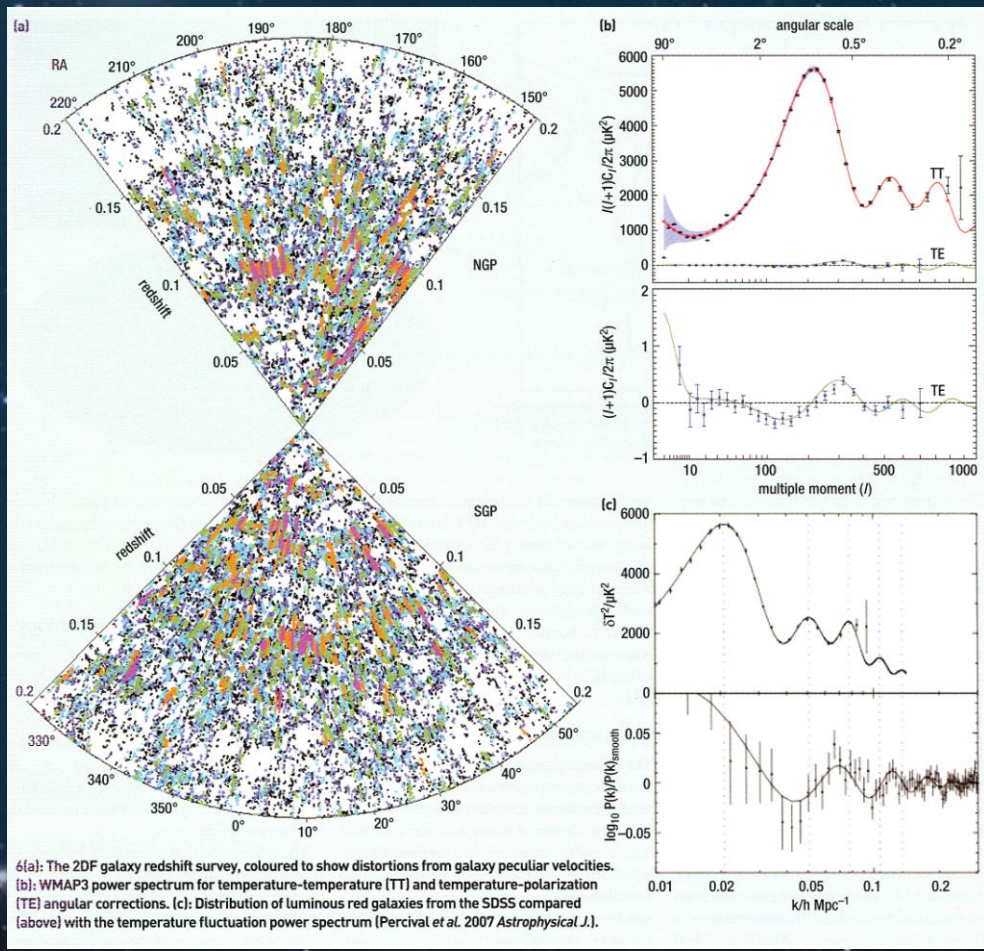 (a)
190°
180°
200°
170°
RA
210°
160°
220°
150°
0.2
0.2
0.15
0.15
NGP
redshift
0.1
0.1
0.05
0.05
0.05
0.05
SGP
redshift
0.1
0.1
0.15
0.15
0.2
0.2
330°
50°
340°
40°
350°
30°
0°
10°
20°
(b)
angular scale
90°
2°
0.5°
0.2°
6000
5000
4000
3000
2000
1000
0
l(l+1)Cl/2π (μK²)
TT
TE
2
1
0
−1
(l+1)Cl/2π (μK²)
TE
10
100
500
1000
multiple moment (l)
(c)
6000
4000
2000
0
δT²/μK²
0.05
0
−0.05
log10 P(k)/P(k)smooth
0.01
0.02
0.05
0.1
0.2
k/h Mpc−1
6(a): The 2DF galaxy redshift survey, coloured to show distortions from galaxy peculiar velocities.
(b): WMAP3 power spectrum for temperature-temperature (TT) and temperature-polarization
(TE) angular corrections. (c): Distribution of luminous red galaxies from the SDSS compared
(above) with the temperature fluctuation power spectrum (Percival et al. 2007 Astrophysical J.).